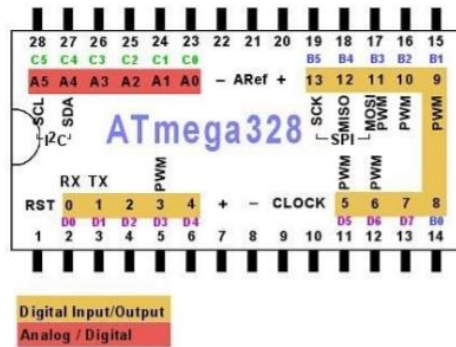 28 27 26 25 24 23 22 21 20 19 18 17 16 15
C5 C4 C3 C2 C1 C0 B5 B4 B3 B2 B1
A5 A4 A3 A2 A1 A0 − ARef + 13 12 11 10 9
SCL SDA SCK MISO MOSI PWM PWM PWM
I²C SPI
ATmega328
RX TX PWM PWM PWM
RST 0 1 2 3 4 + − CLOCK 5 6 7 8
D0 D1 D2 D3 D4 D5 D6 D7 B0
1 2 3 4 5 6 7 8 9 10 11 12 13 14
Digital Input/Output
Analog / Digital